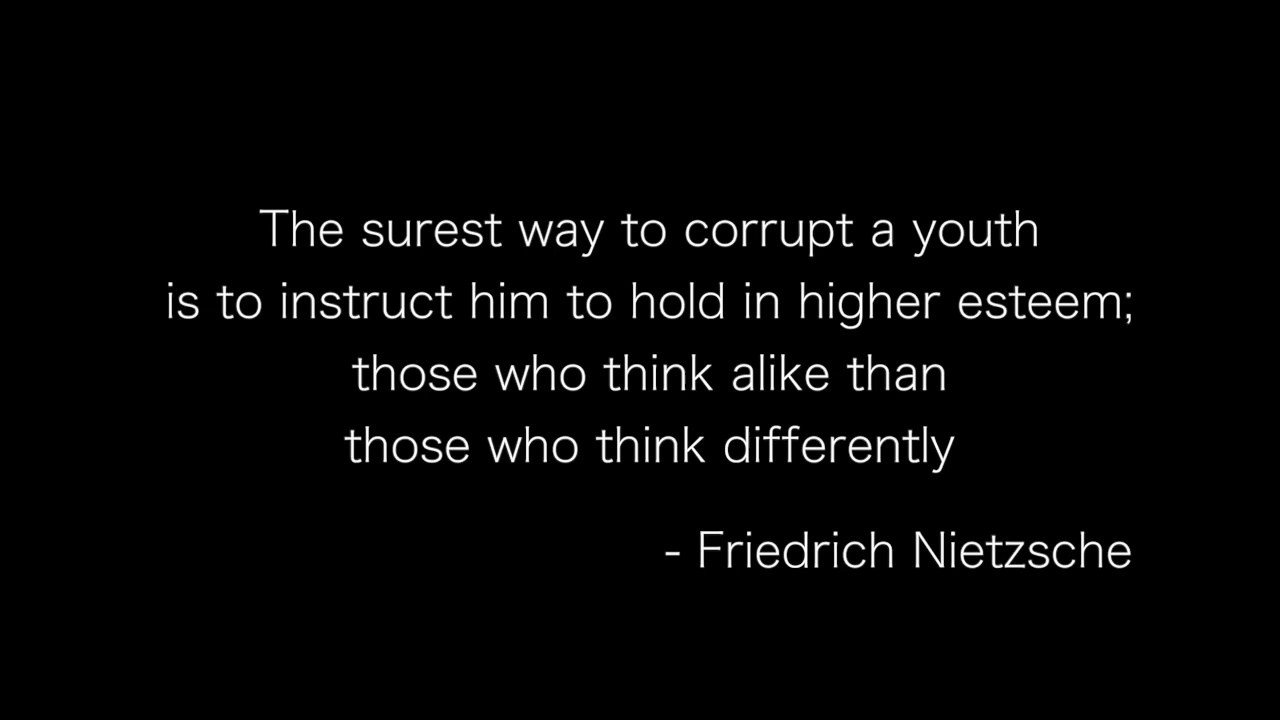 The surest way to corrupt a youth
is to instruct him to hold in higher esteem;
those who think alike than
those who think differently
- Friedrich Nietzsche